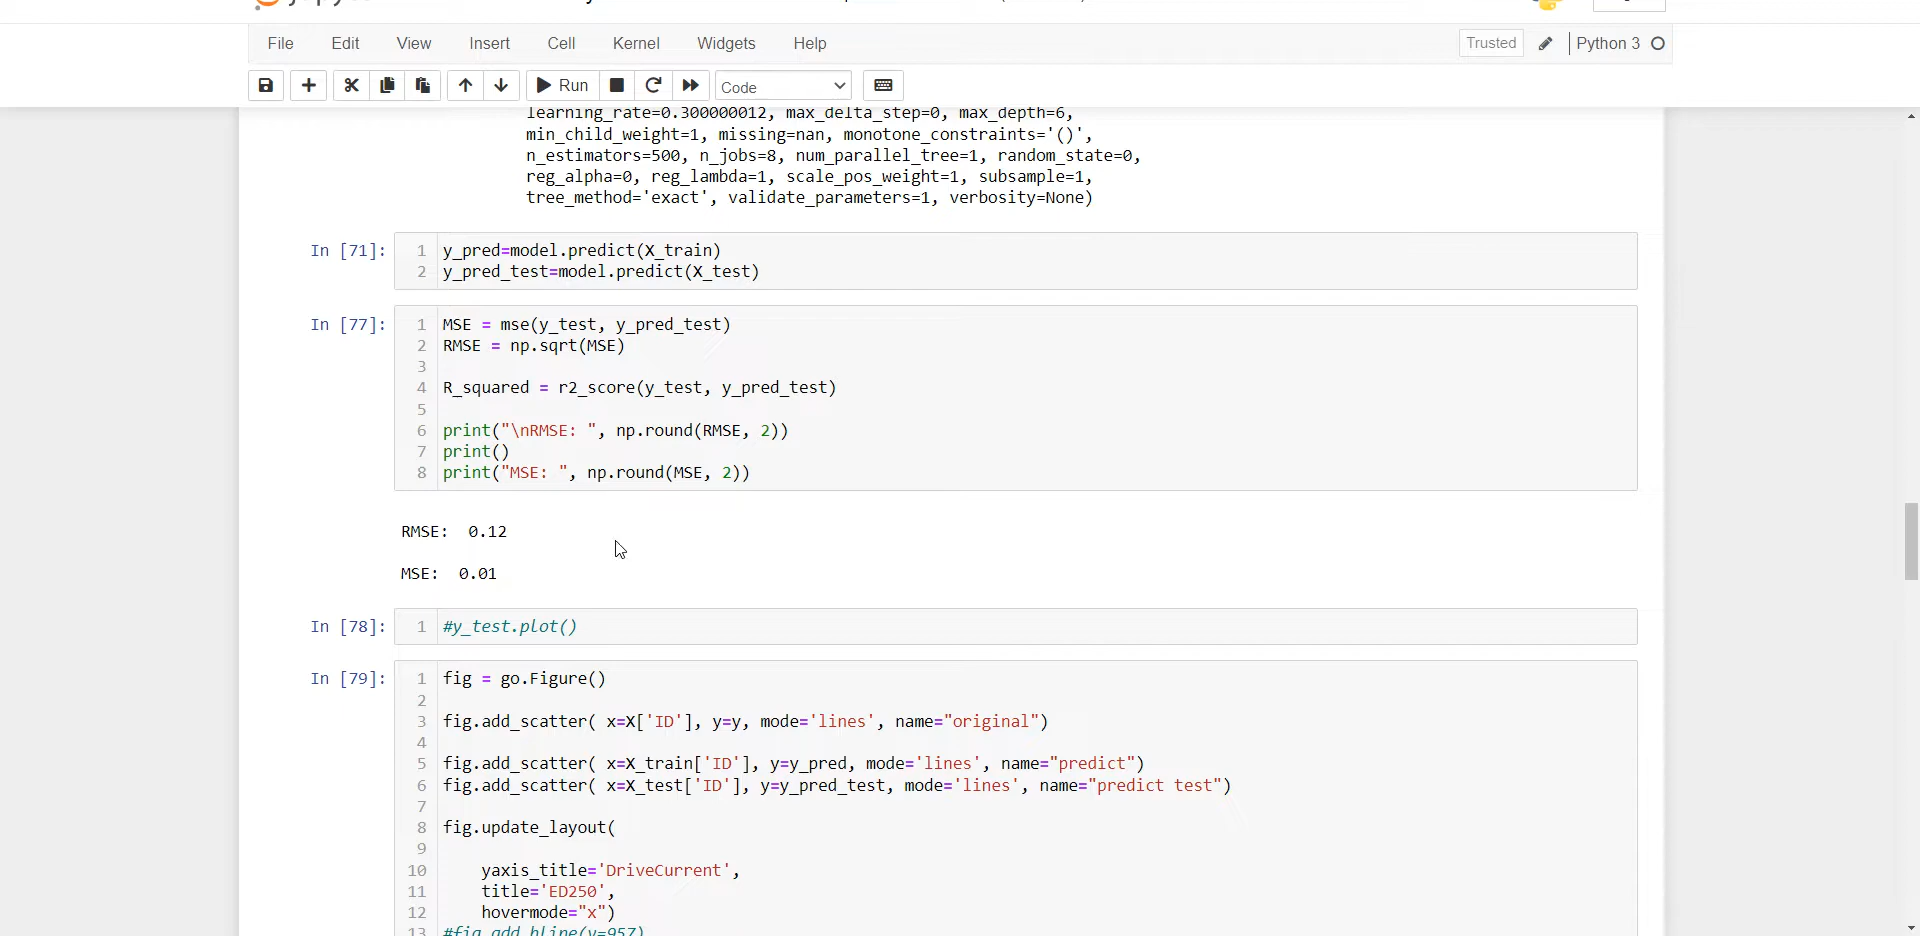 File Edit View Insert Cell Kernel Widgets Help Trusted Python 3
Run Code
learning_rate=0.300000012, max_delta_step=0, max_depth=6,
min_child_weight=1, missing=nan, monotone_constraints='()',
n_estimators=500, n_jobs=8, num_parallel_tree=1, random_state=0,
reg_alpha=0, reg_lambda=1, scale_pos_weight=1, subsample=1,
tree_method='exact', validate_parameters=1, verbosity=None)
In [71]: 1 y_pred=model.predict(X_train)
2 y_pred_test=model.predict(X_test)
In [77]: 1 MSE = mse(y_test, y_pred_test)
2 RMSE = np.sqrt(MSE)
3
4 R_squared = r2_score(y_test, y_pred_test)
5
6 print("\nRMSE: ", np.round(RMSE, 2))
7 print()
8 print("MSE: ", np.round(MSE, 2))
RMSE:  0.12
MSE:  0.01
In [78]: 1 #y_test.plot()
In [79]: 1 fig = go.Figure()
2
3 fig.add_scatter( x=X['ID'], y=y, mode='lines', name="original")
4
5 fig.add_scatter( x=X_train['ID'], y=y_pred, mode='lines', name="predict")
6 fig.add_scatter( x=X_test['ID'], y=y_pred_test, mode='lines', name="predict test")
7
8 fig.update_layout(
9
10 yaxis_title='DriveCurrent',
11 title='ED250',
12 hovermode="x")
13 #fig.add_hline(y=957)